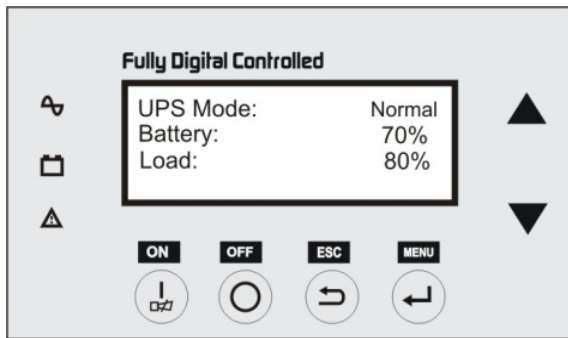 Fully Digital Controlled
UPS Mode: Normal
Battery: 70%
Load: 80%
ON OFF ESC MENU